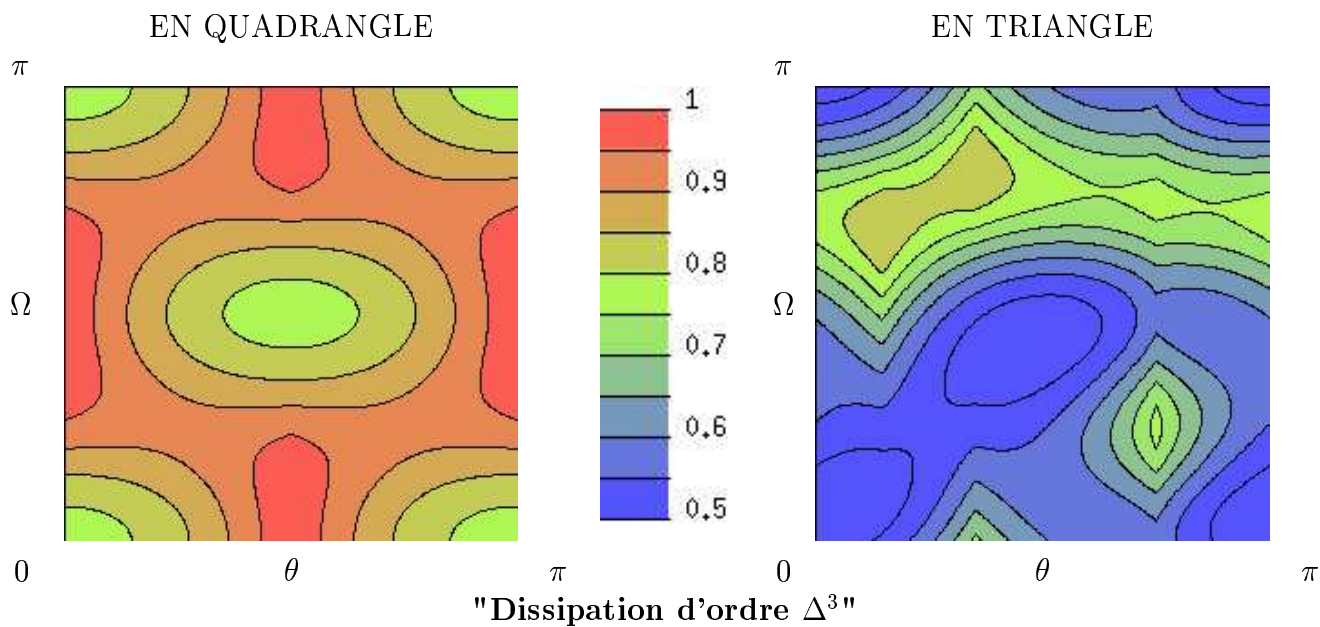 EN QUADRANGLE
EN TRIANGLE
π
π
1
0.9
0.8
0.7
0.6
0.5
Ω
Ω
0 θ π
0 θ π
"Dissipation d'ordre Δ³"